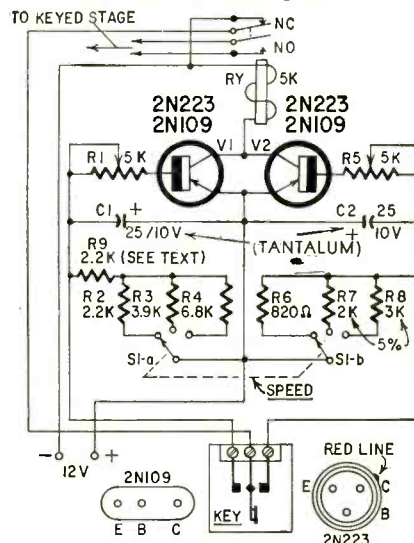 TO KEYED STAGE
NC
NO
RY 5K
2N223
2N109
2N223
2N109
V1 V2
R1 5K
R5 5K
C1 +
25/10V
C2 25
+ 10V
(TANTALUM)
R9
2.2K (SEE TEXT)
R2
2.2K
R3
3.9K
R4
6.8K
R6
820Ω
R7
2K
R8
3K
5%
S1-a
S1-b
SPEED
- 12V +
2N109
E B C
KEY
RED LINE
E C
B
2N223